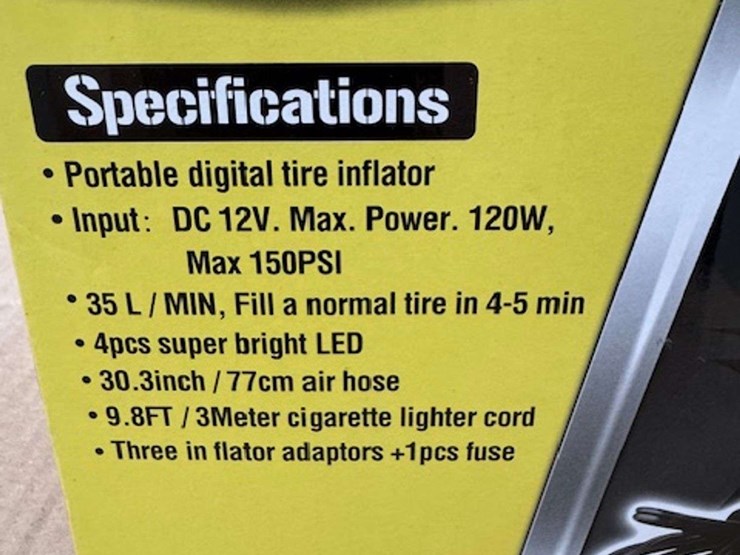 Specifications
• Portable digital tire inflator
• Input: DC 12V. Max. Power. 120W,
Max 150PSI
• 35 L / MIN, Fill a normal tire in 4-5 min
• 4pcs super bright LED
• 30.3inch / 77cm air hose
• 9.8FT / 3Meter cigarette lighter cord
• Three in flator adaptors +1pcs fuse